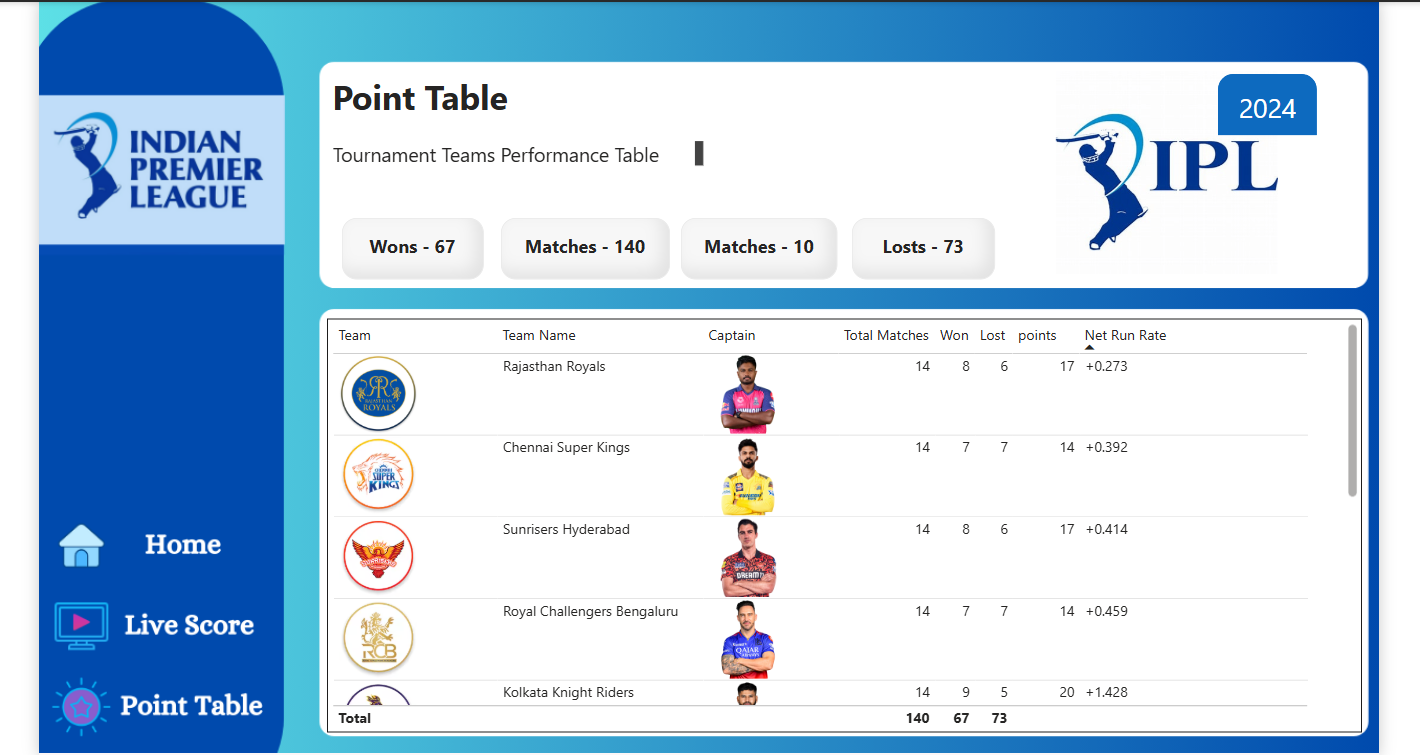 INDIAN
PREMIER
LEAGUE
Home
Live Score
Point Table
Point Table
2024
Tournament Teams Performance Table
IPL
Wons - 67 Matches - 140 Matches - 10 Losts - 73
Team Team Name Captain Total Matches Won Lost points Net Run Rate
RAJASTHAN
ROYALS
Rajasthan Royals 14 8 6 17 +0.273
CHENNAI
SUPER
KINGS
Chennai Super Kings 14 7 7 14 +0.392
Sunrisers Hyderabad 14 8 6 17 +0.414
DREAM11
RCB
Royal Challengers Bengaluru 14 7 7 14 +0.459
QATAR
Kolkata Knight Riders 14 9 5 20 +1.428
Total 140 67 73